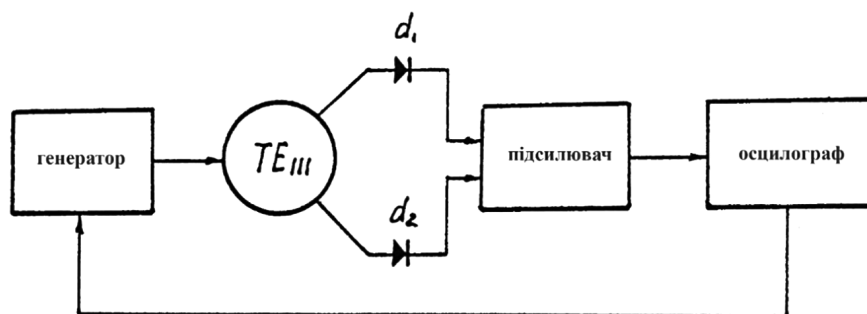 d₁
генератор
TE₁₁₁
підсилювач
осцилограф
d₂